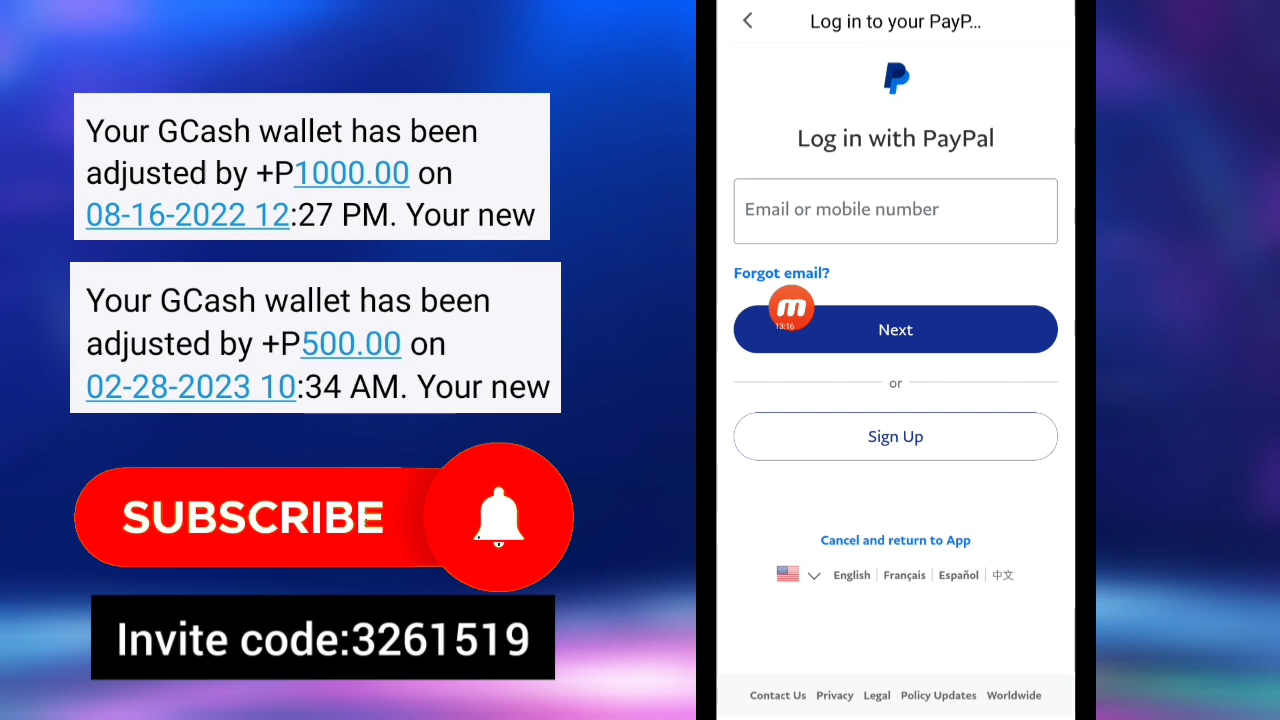 Your GCash wallet has been
adjusted by +P1000.00 on
08-16-2022 12:27 PM. Your new
Your GCash wallet has been
adjusted by +P500.00 on
02-28-2023 10:34 AM. Your new
SUBSCRIBE
Invite code:3261519
Log in to your PayP...
Log in with PayPal
Email or mobile number
Forgot email?
13:16
Next
or
Sign Up
Cancel and return to App
English Français Español 中文
Contact Us Privacy Legal Policy Updates Worldwide